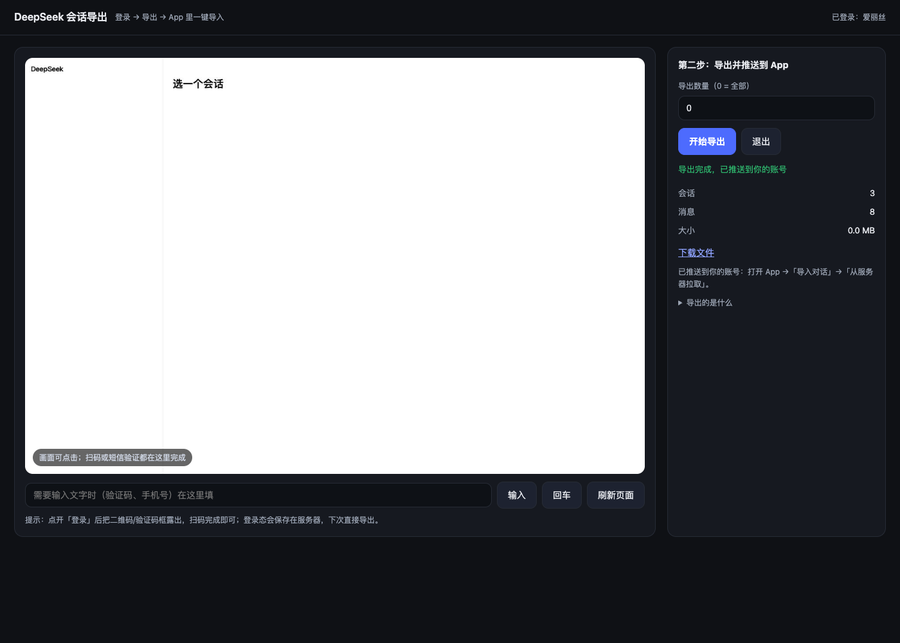 DeepSeek 会话导出
登录 → 导出 → App 里一键导入
已登录：爱丽丝
DeepSeek
选一个会话
画面可点击；扫码或短信验证都在这里完成
需要输入文字时（验证码、手机号）在这里填
输入
回车
刷新页面
提示：点开「登录」后把二维码/验证码框露出，扫码完成即可；登录态会保存在服务器，下次直接导出。
第二步：导出并推送到 App
导出数量（0 = 全部）
0
开始导出
退出
导出完成，已推送到你的账号
会话 3
消息 8
大小 0.0 MB
下载文件
已推送到你的账号：打开 App →「导入对话」→「从服务
器拉取」。
▶ 导出的是什么